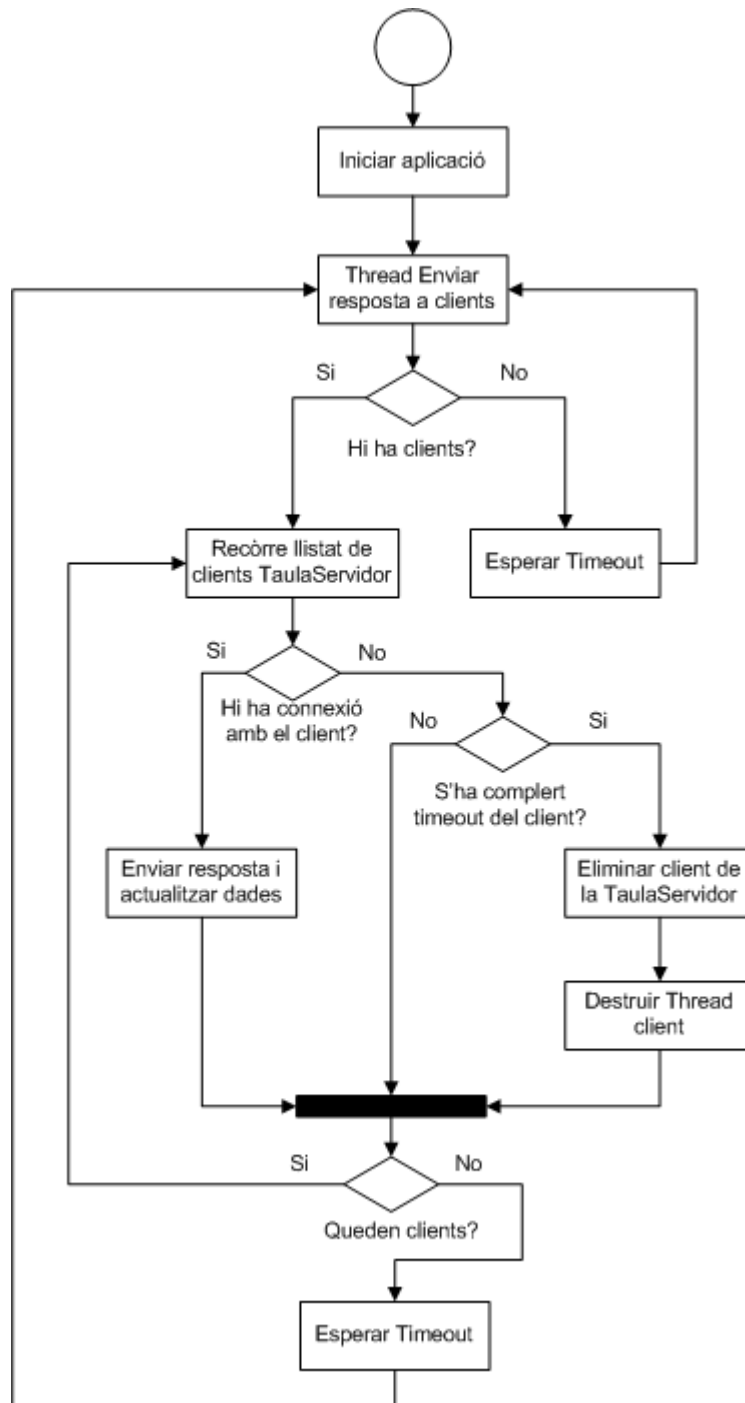 Iniciar aplicació
Thread Enviar
resposta a clients
Si
No
Hi ha clients?
Recòrre llistat de
clients TaulaServidor
Esperar Timeout
Si
No
Hi ha connexió
amb el client?
No
Si
S'ha complert
timeout del client?
Enviar resposta i
actualitzar dades
Eliminar client de
la TaulaServidor
Destruir Thread
client
Si
No
Queden clients?
Esperar Timeout